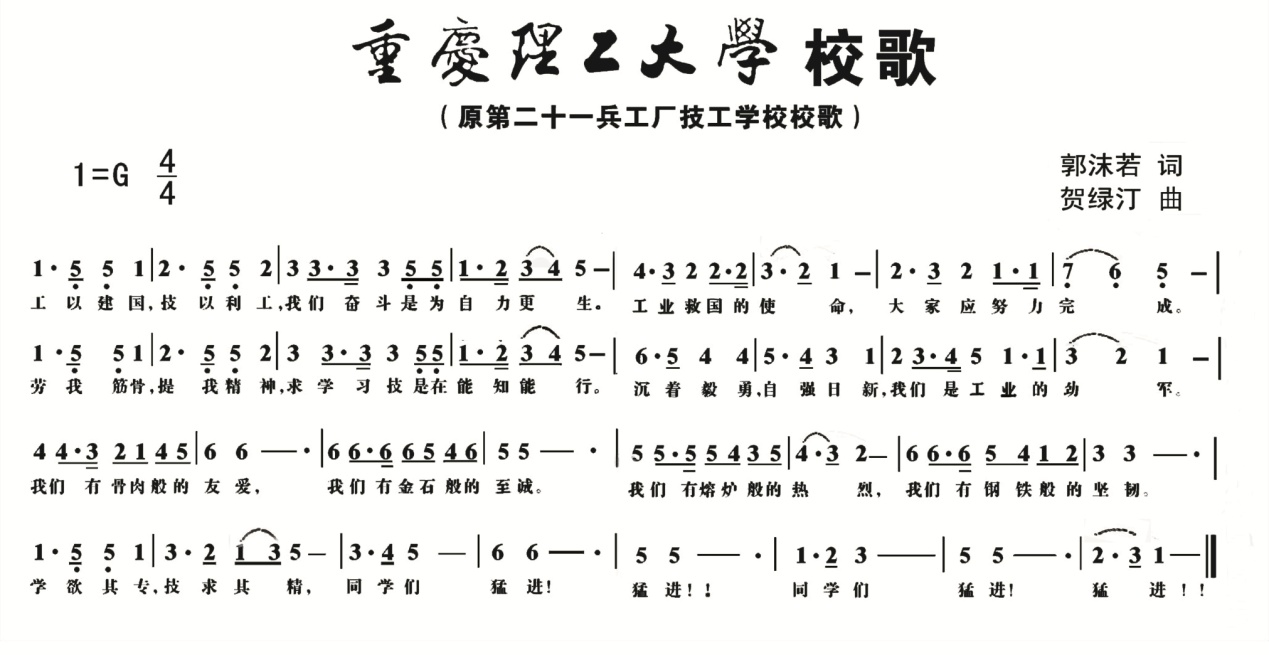 重慶理工大學 校歌
（原第二十一兵工厂技工学校校歌）
1=G 4/4
郭沫若 词
贺绿汀 曲
1· 5 5 1|2· 5 5 2|3 3·3 3 5 5|1·2 3 4 5–|4·3 2 2·2|3·2 1 –|2·3 2 1·1|7 6 5 –|
工以建国,技以利工,我们 奋斗是为自力更 生。 工业救国的使 命, 大家应努力完 成。
1·5 5 1|2· 5 5 2|3 3·3 3 5 5|1·2 3 4 5–|6·5 4 4|5·4 3 1|2 3·4 5 1·1|3 2 1 –|
劳我 筋骨,提 我精神,求学习技是在能知能 行。 沉着毅勇,自强日新,我们是工业的劲 军。
4 4·3 2 1 4 5|6 6 —·|6 6·6 6 5 4 6|5 5 —·|5 5·5 5 4 3 5|4·3 2–|6 6·6 5 4 1 2|3 3 —·|
我们 有骨肉般的友爱, 我们有金石般的至诚。 我们 有熔炉般的热 烈, 我们有钢铁般的坚韧。
1· 5 5 1|3· 2 1 3 5–|3·4 5 —|6 6 —·|5 5 —·|1·2 3 ——|5 5 —·|2·3 1—‖
学欲其专,技求其 精, 同学们 猛进! 猛进!! 同学们 猛进! 猛 进!!